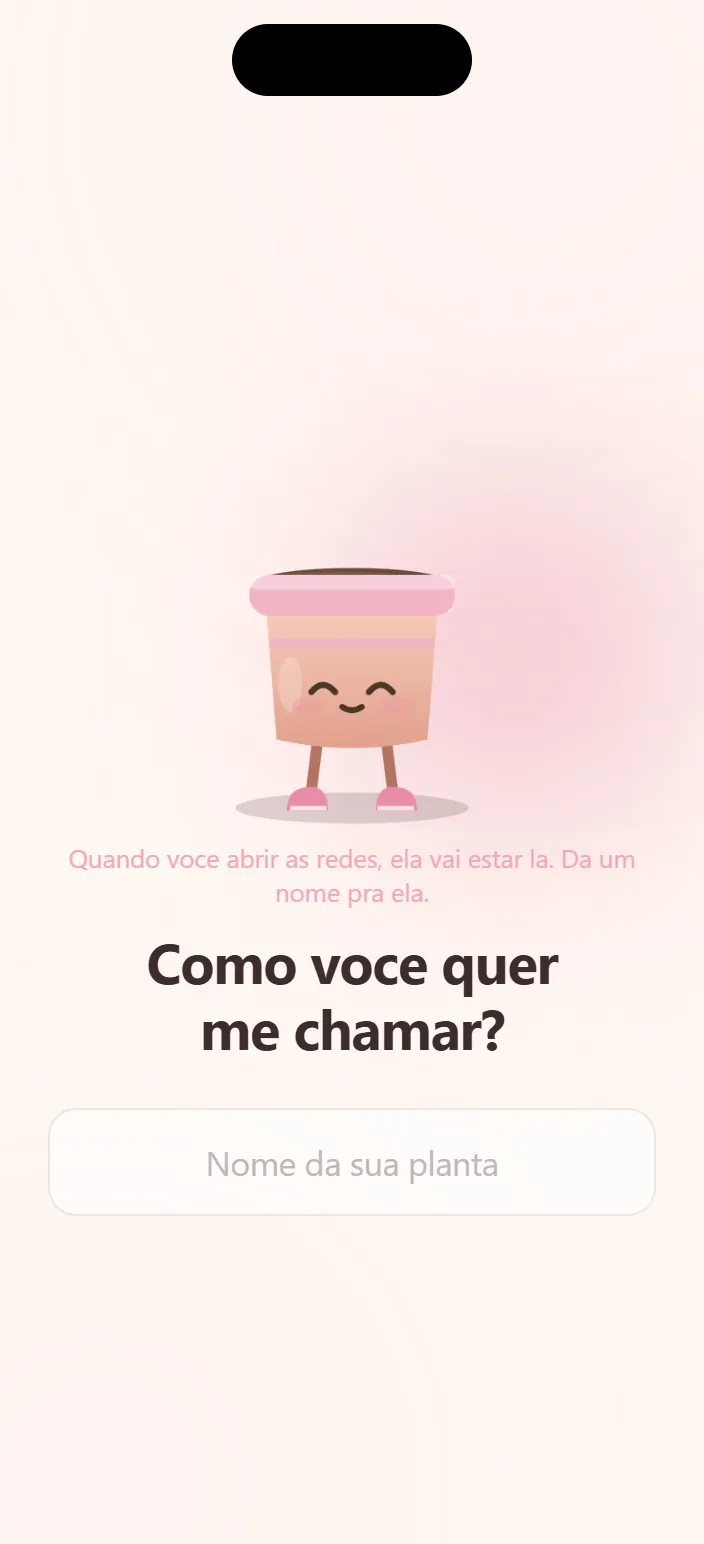 Quando voce abrir as redes, ela vai estar la. Da um
nome pra ela.
Como voce quer
me chamar?
Nome da sua planta